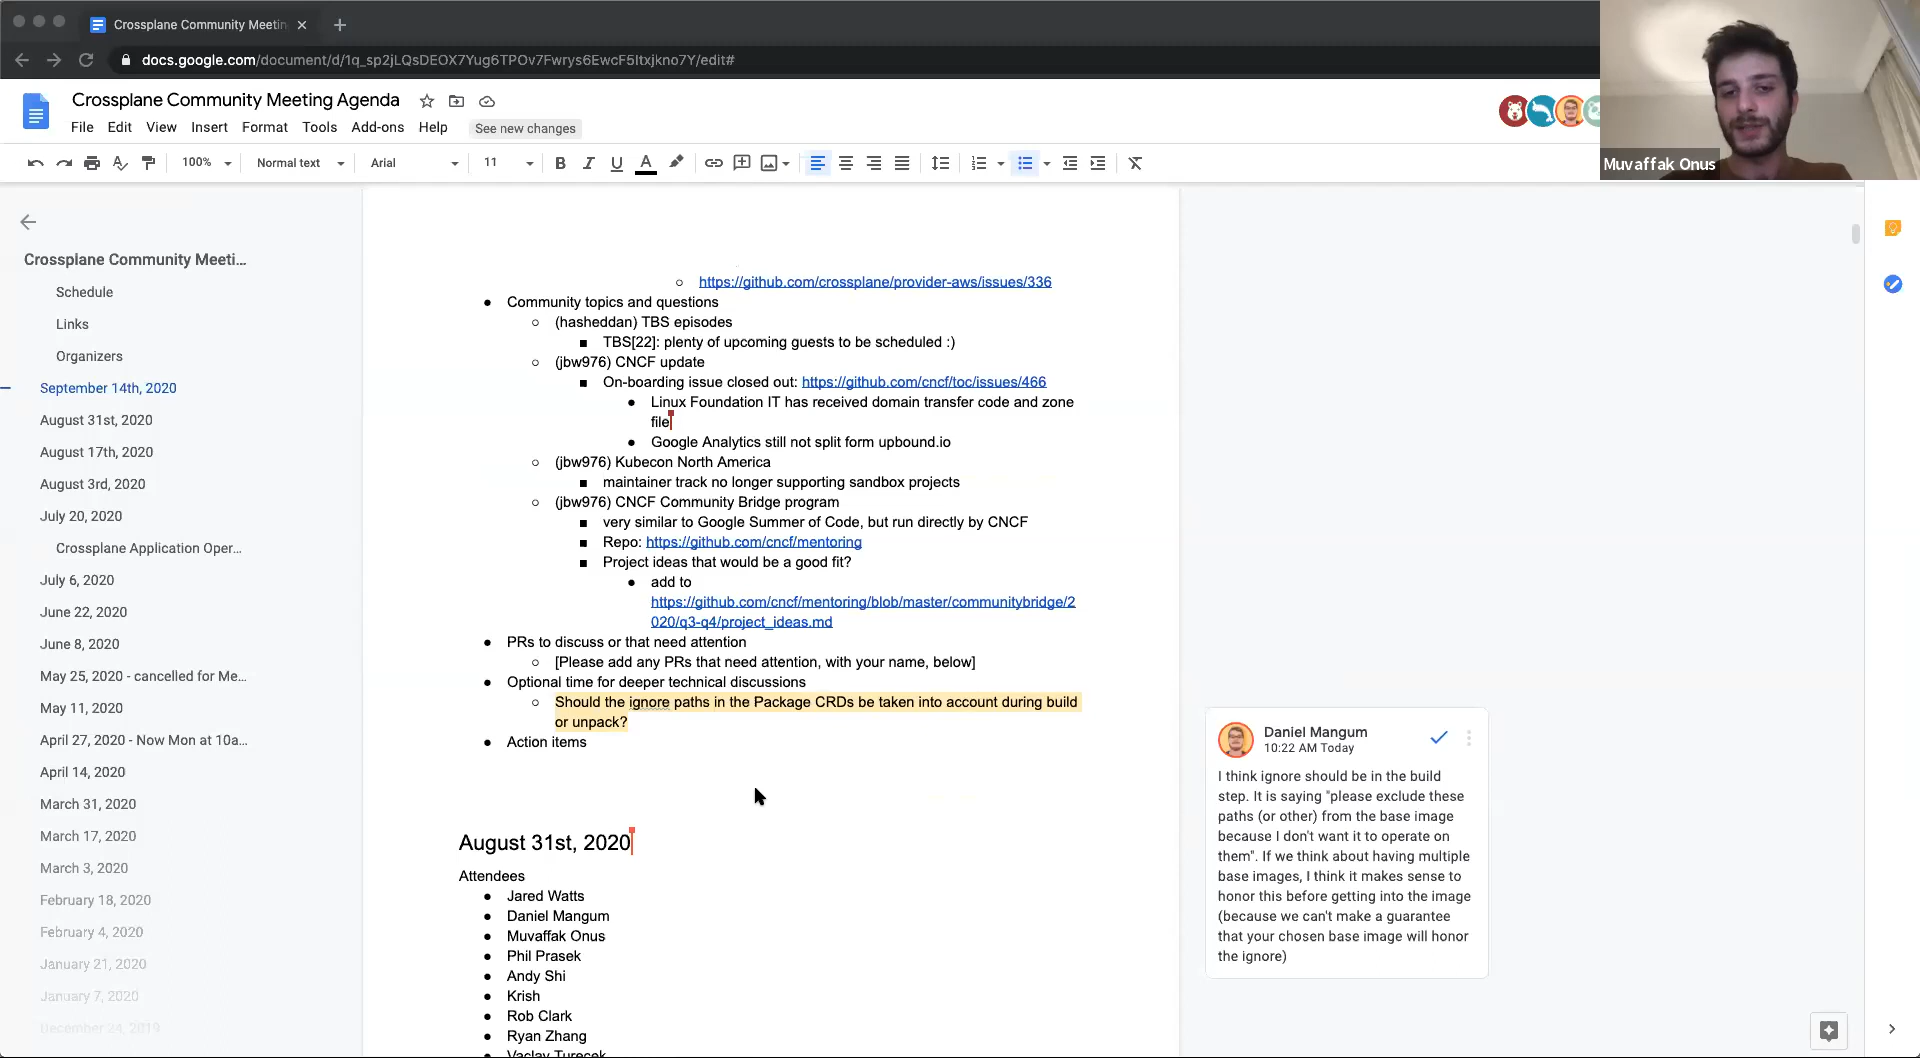 Crossplane Community Meetin
docs.google.com/document/d/1q_sp2jLQsDEOX7Yug6TPOv7Fwrys6EwcF5Itxjkno7Y/edit#
Crossplane Community Meeting Agenda
File Edit View Insert Format Tools Add-ons Help See new changes
100% Normal text Arial 11 B I U A
Muvaffak Onus
Crossplane Community Meeti...
Schedule
Links
Organizers
September 14th, 2020
August 31st, 2020
August 17th, 2020
August 3rd, 2020
July 20, 2020
Crossplane Application Oper...
July 6, 2020
June 22, 2020
June 8, 2020
May 25, 2020 - cancelled for Me...
May 11, 2020
April 27, 2020 - Now Mon at 10a...
April 14, 2020
March 31, 2020
March 17, 2020
March 3, 2020
February 18, 2020
February 4, 2020
January 21, 2020
January 7, 2020
December 24, 2019
https://github.com/crossplane/provider-aws/issues/336
Community topics and questions
(hasheddan) TBS episodes
TBS[22]: plenty of upcoming guests to be scheduled :)
(jbw976) CNCF update
On-boarding issue closed out: https://github.com/cncf/toc/issues/466
Linux Foundation IT has received domain transfer code and zone
file
Google Analytics still not split form upbound.io
(jbw976) Kubecon North America
maintainer track no longer supporting sandbox projects
(jbw976) CNCF Community Bridge program
very similar to Google Summer of Code, but run directly by CNCF
Repo: https://github.com/cncf/mentoring
Project ideas that would be a good fit?
add to
https://github.com/cncf/mentoring/blob/master/communitybridge/2
020/q3-q4/project_ideas.md
PRs to discuss or that need attention
[Please add any PRs that need attention, with your name, below]
Optional time for deeper technical discussions
Should the ignore paths in the Package CRDs be taken into account during build
or unpack?
Action items
August 31st, 2020
Attendees
Jared Watts
Daniel Mangum
Muvaffak Onus
Phil Prasek
Andy Shi
Krish
Rob Clark
Ryan Zhang
Vaclav Turecek
Daniel Mangum
10:22 AM Today
I think ignore should be in the build
step. It is saying "please exclude these
paths (or other) from the base image
because I don't want it to operate on
them". If we think about having multiple
base images, I think it makes sense to
honor this before getting into the image
(because we can't make a guarantee
that your chosen base image will honor
the ignore)